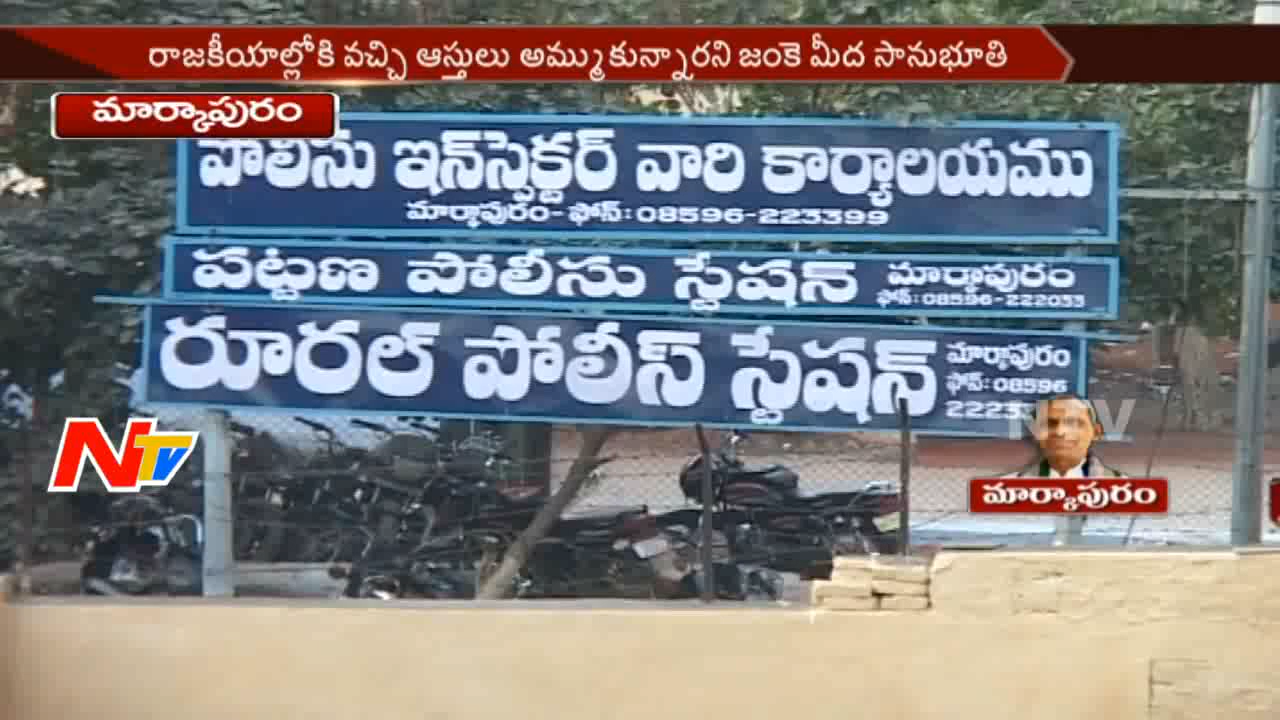 రాజకీయాల్లోకి వచ్చి ఆస్తులు అమ్ముకున్నారని జంకె మీద సానుభూతి
మార్కాపురం
పోలీసు ఇన్‌స్పెక్టర్ వారి కార్యాలయము
మార్కాపురం- ఫోన్: 08596-223399
పట్టణ పోలీసు స్టేషన్ మార్కాపురం
ఫోన్: 08596-222033
రూరల్ పోలీస్ స్టేషన్ మార్కాపురం
ఫోన్: 08596
NTV
NTV
మార్కాపురం